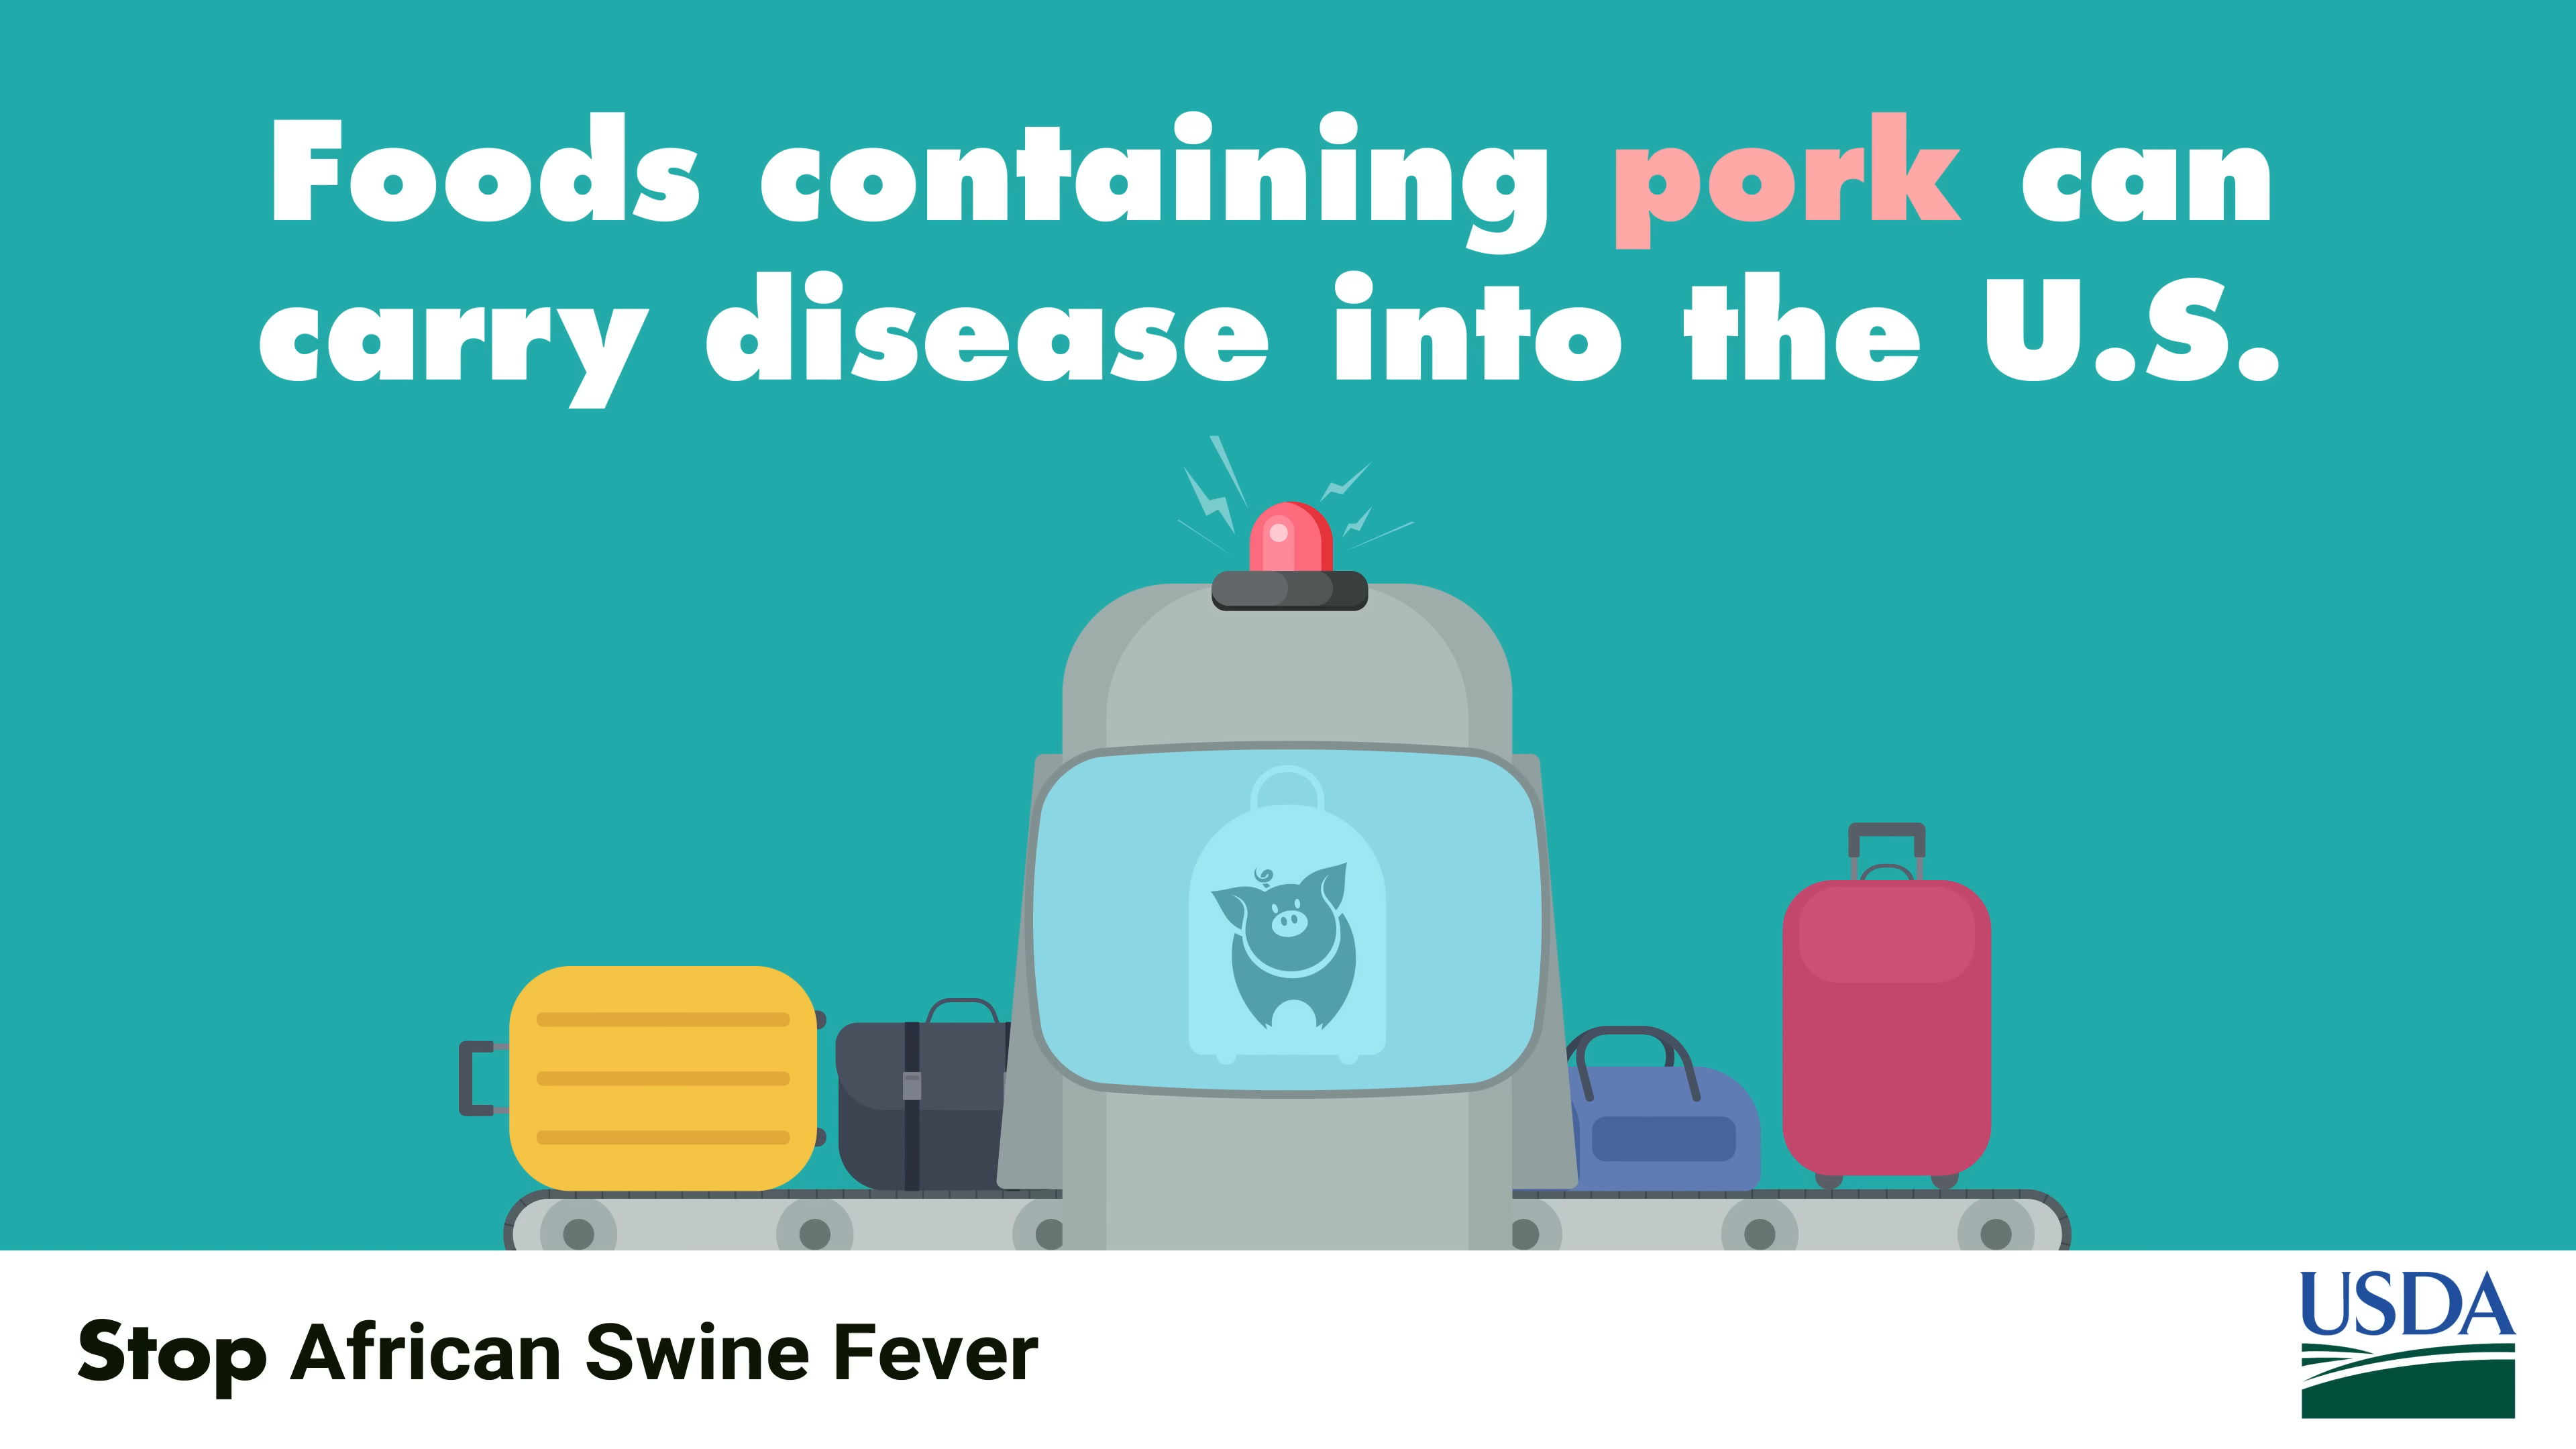 Foods containing pork can
carry disease into the U.S.
Stop African Swine Fever
USDA